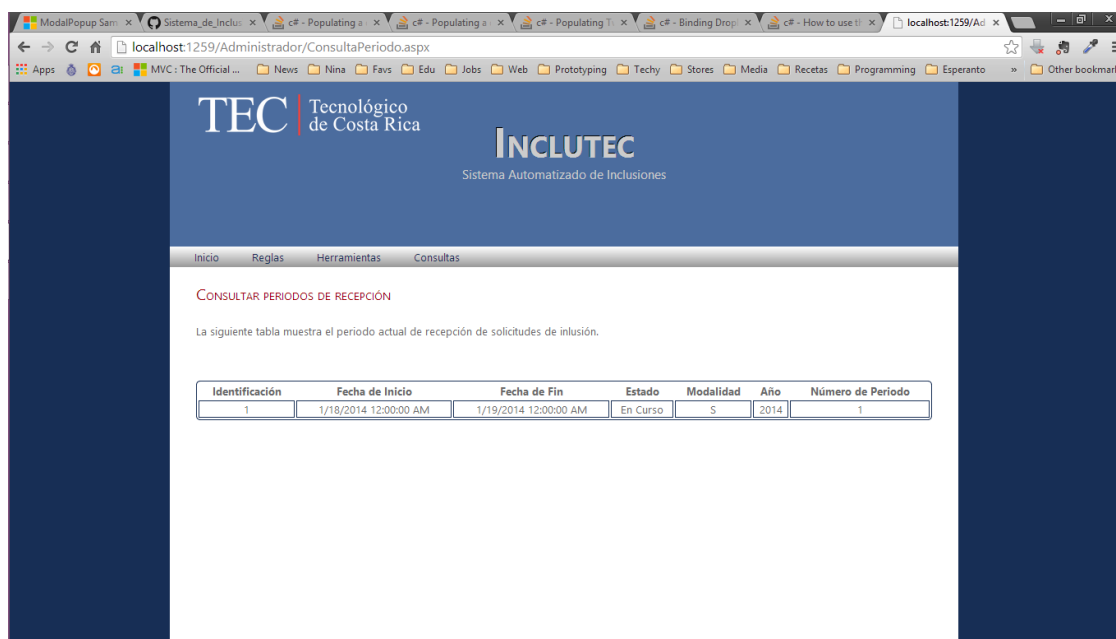 ModalPopup Sam
Sistema_de_Inclus
c# - Populating a
c# - Populating a
c# - Populating T
c# - Binding Drop
c# - How to use th
localhost:1259/Ad
localhost:1259/Administrador/ConsultaPeriodo.aspx
Apps
MVC : The Official ...
News
Nina
Favs
Edu
Jobs
Web
Prototyping
Techy
Stores
Media
Recetas
Programming
Esperanto
»
Other bookmar
TEC
Tecnológico
de Costa Rica
INCLUTEC
Sistema Automatizado de Inclusiones
Inicio Reglas Herramientas Consultas
CONSULTAR PERIODOS DE RECEPCIÓN
La siguiente tabla muestra el periodo actual de recepción de solicitudes de inlusión.
Identificación Fecha de Inicio Fecha de Fin Estado Modalidad Año Número de Periodo
1 1/18/2014 12:00:00 AM 1/19/2014 12:00:00 AM En Curso S 2014 1